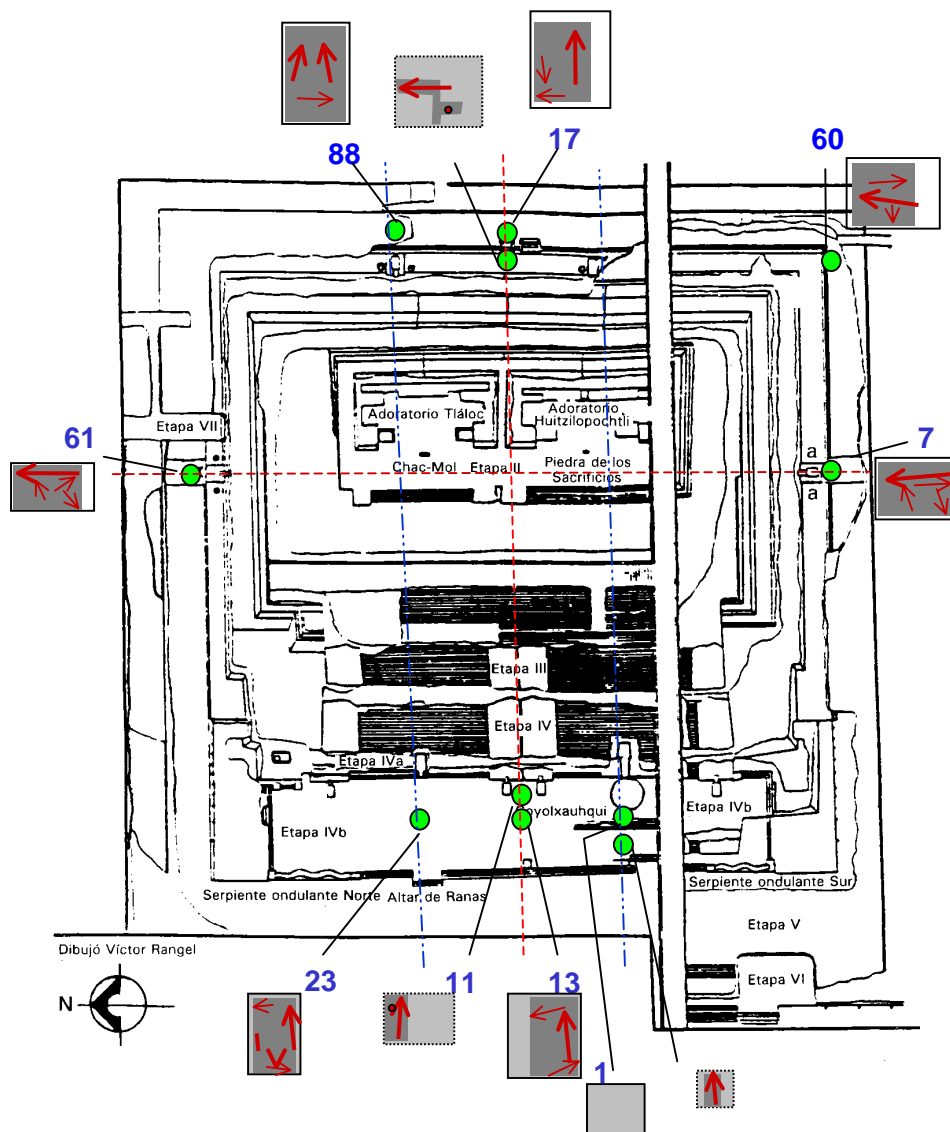 17
60
88
Adoratorio Tláloc
Adoratorio
Huitzilopochtli
Etapa VII
61
7
a
Chac-Mol
Etapa II
Piedra de los
Sacrificios
a
Etapa III
Etapa IV
Etapa IVa
Etapa IVb
oyolxauhqui
Etapa IVb
Serpiente ondulante Norte
Altar de Ranas
Serpiente ondulante Sur
Etapa V
Dibujó Víctor Rangel
Etapa VI
23
11
13
N
1